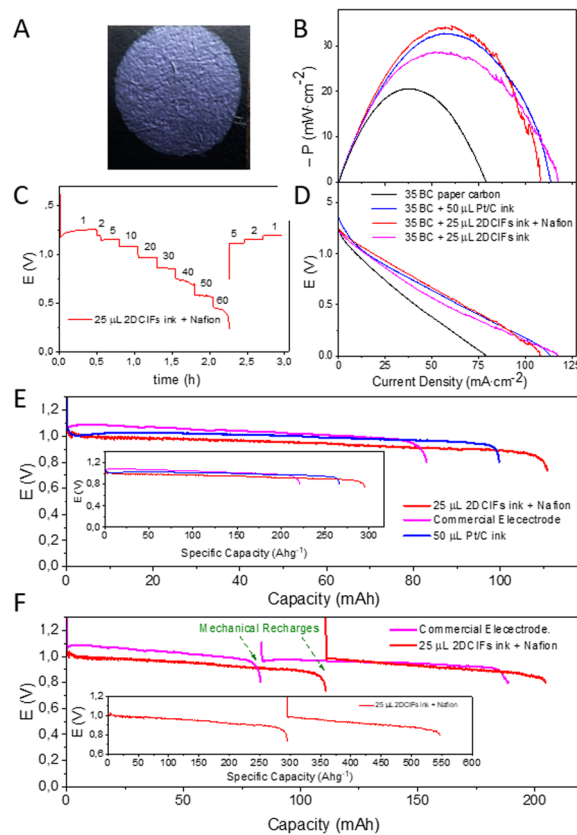 A
B
30
20
10
0
– P (mW·cm⁻²)
C
,5
1,0
0,5
0,0
E (V)
1 2 5 10 20 30 40 50 60 5 2 1
25 µL 2DCIFs ink + Nafion
0,0 0,5 1,0 1,5 2,0 2,5 3,0
time (h)
D
35 BC paper carbon
35 BC + 50 µL Pt/C ink
35 BC + 25 µL 2DCIFs ink + Nafion
35 BC + 25 µL 2DCIFs ink
1,0
0,5
0,0
E (V)
0 25 50 75 100 125
Current Density (mA·cm⁻²)
E
1,2
1,0
0,8
0,6
0,4
0,2
0,0
E (V)
1,2
0,8
0,4
0,0
E (V)
0 50 100 150 200 250 300
Specific Capacity (Ahg⁻¹)
25 µL 2DCIFs ink + Nafion
Commercial Elecectrode
50 µL Pt/C ink
0 20 40 60 80 100
Capacity (mAh)
F
Mechanical Recharges
Commercial Elecectrode.
25 µL 2DCIFs ink + Nafion
1,2
1,0
0,8
0,6
0,4
0,2
0,0
E (V)
1,2
1,0
0,8
0,6
E (V)
25 µL 2DCIFs ink + Nafion
0 50 100 150 200 250 300 350 400 450 500 550 600
Specific Capacity (Ahg⁻¹)
0 50 100 150 200
Capacity (mAh)